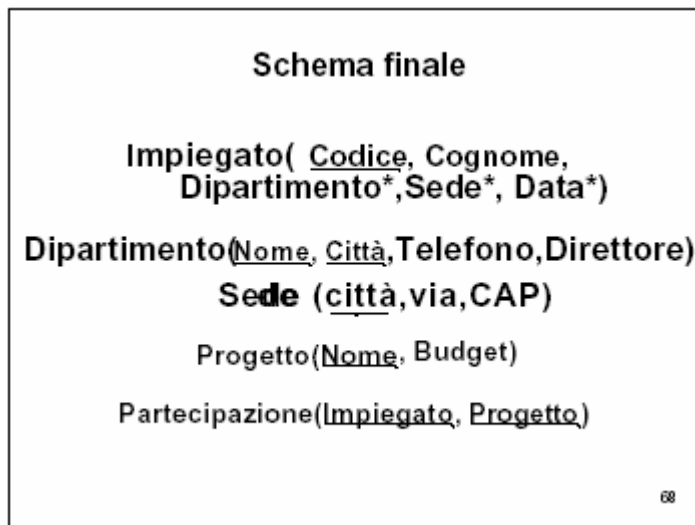 Schema finale
Impiegato( Codice, Cognome,
Dipartimento*,Sede*, Data*)
Dipartimento(Nome, Città,Telefono,Direttore)
Sede (città,via,CAP)
Progetto(Nome, Budget)
Partecipazione(Impiegato, Progetto)
68